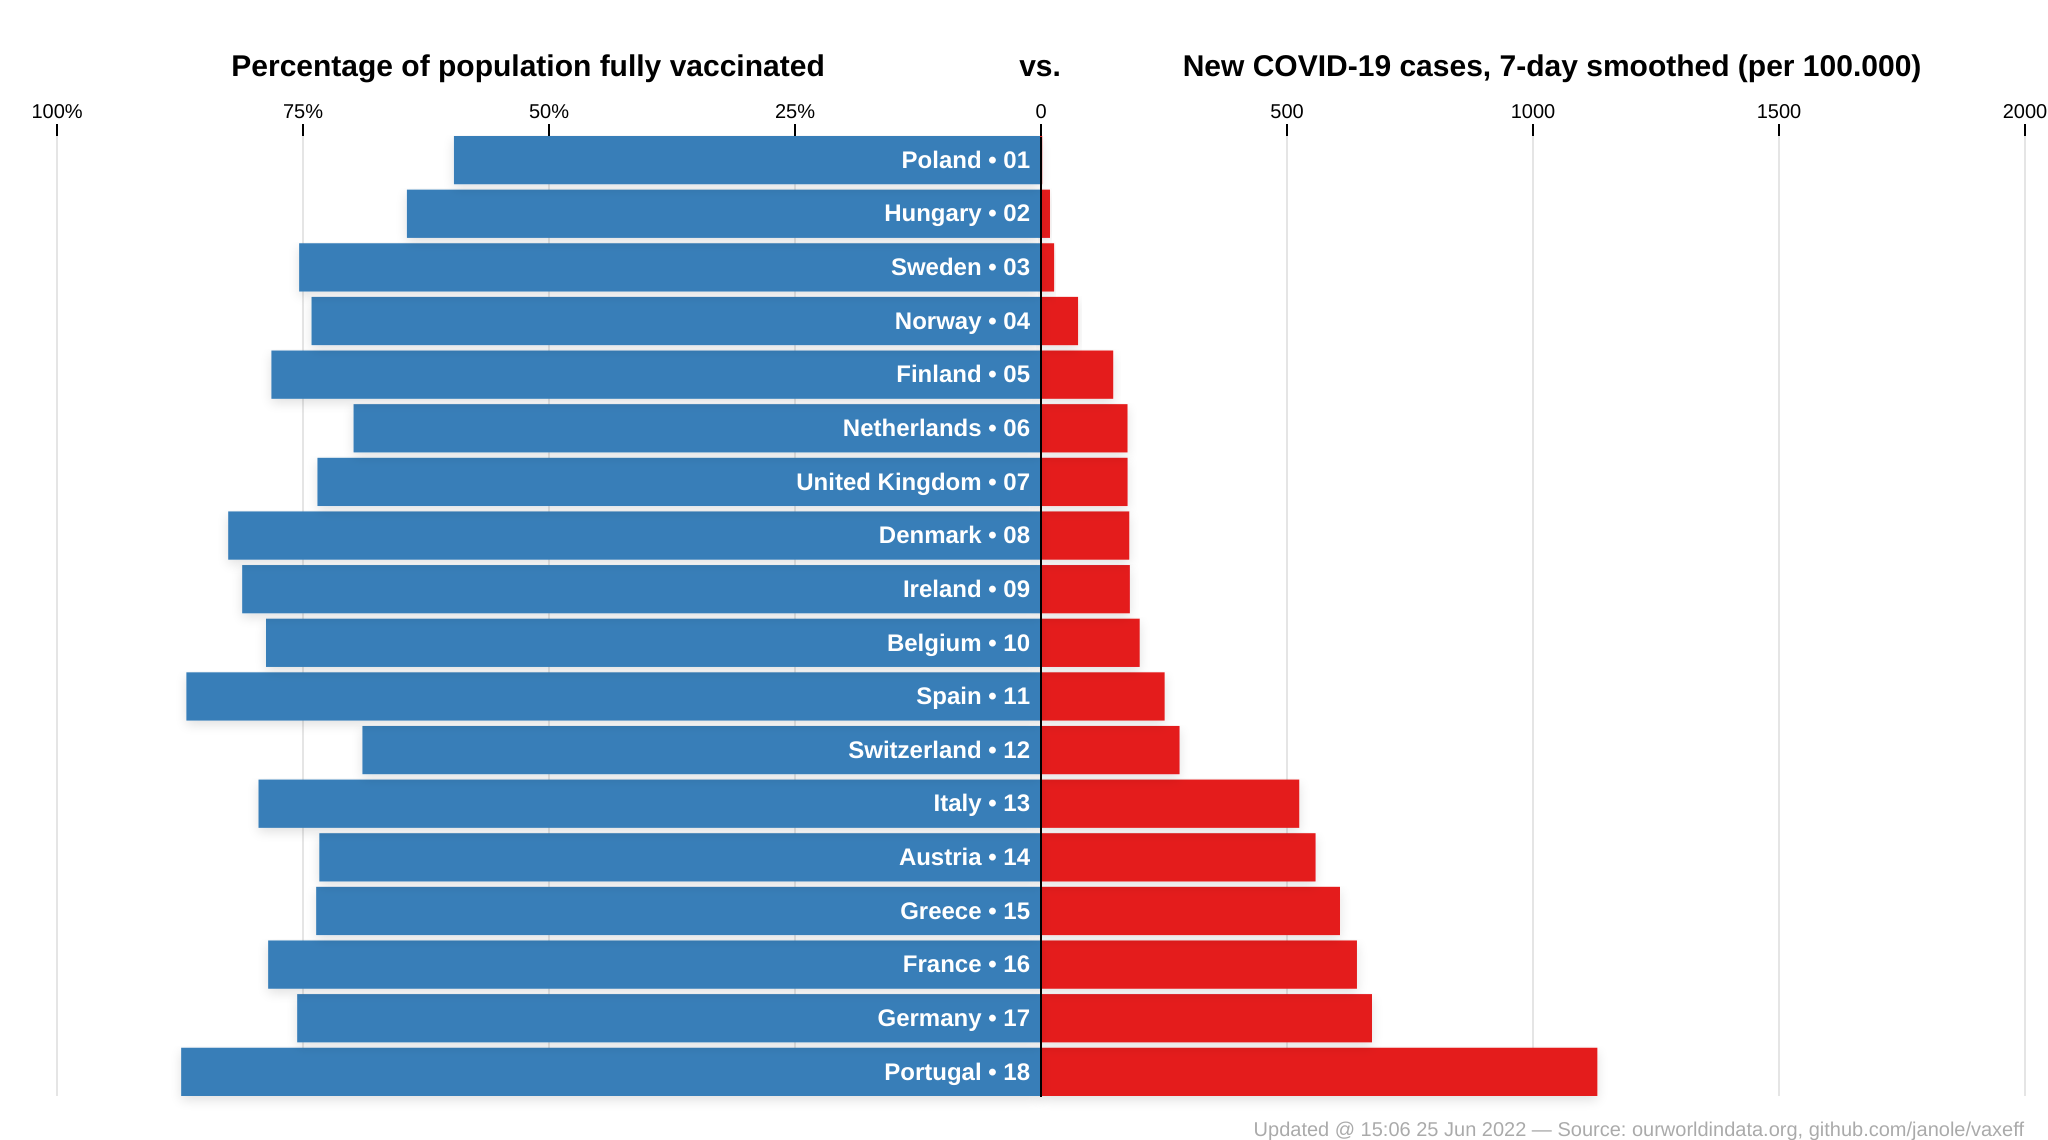 Percentage of population fully vaccinated vs. New COVID-19 cases, 7-day smoothed (per 100.000)
100% 75% 50% 25% 0 500 1000 1500 2000
Poland • 01
Hungary • 02
Sweden • 03
Norway • 04
Finland • 05
Netherlands • 06
United Kingdom • 07
Denmark • 08
Ireland • 09
Belgium • 10
Spain • 11
Switzerland • 12
Italy • 13
Austria • 14
Greece • 15
France • 16
Germany • 17
Portugal • 18
Updated @ 15:06 25 Jun 2022 — Source: ourworldindata.org, github.com/janole/vaxeff